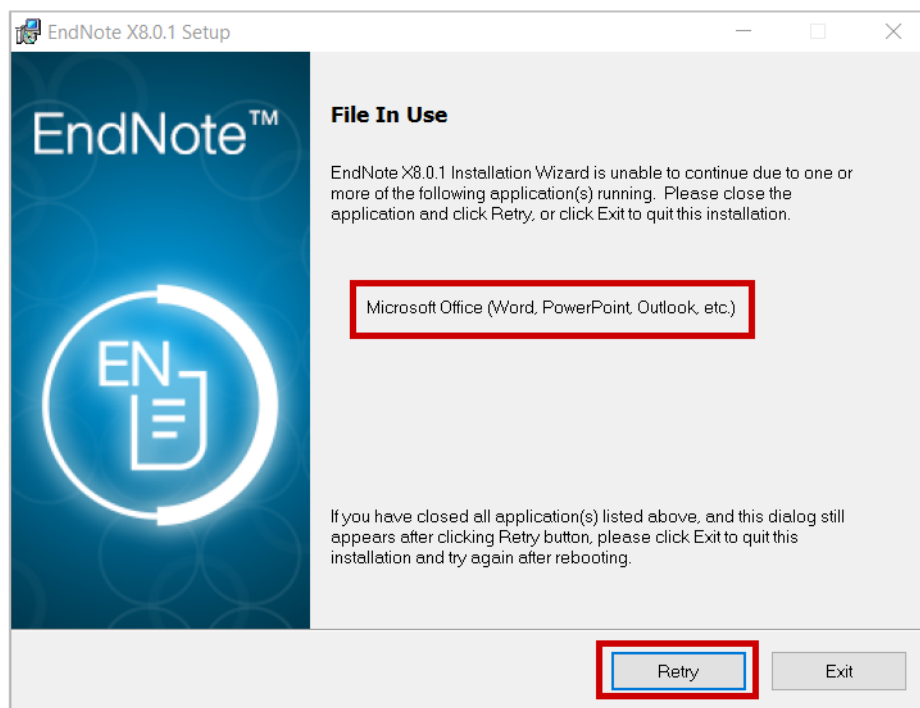 EndNote X8.0.1 Setup
EndNote™
File In Use
EndNote X8.0.1 Installation Wizard is unable to continue due to one or
more of the following application(s) running. Please close the
application and click Retry, or click Exit to quit this installation.
Microsoft Office (Word, PowerPoint, Outlook, etc.)
EN
If you have closed all application(s) listed above, and this dialog still
appears after clicking Retry button, please click Exit to quit this
installation and try again after rebooting.
Retry
Exit